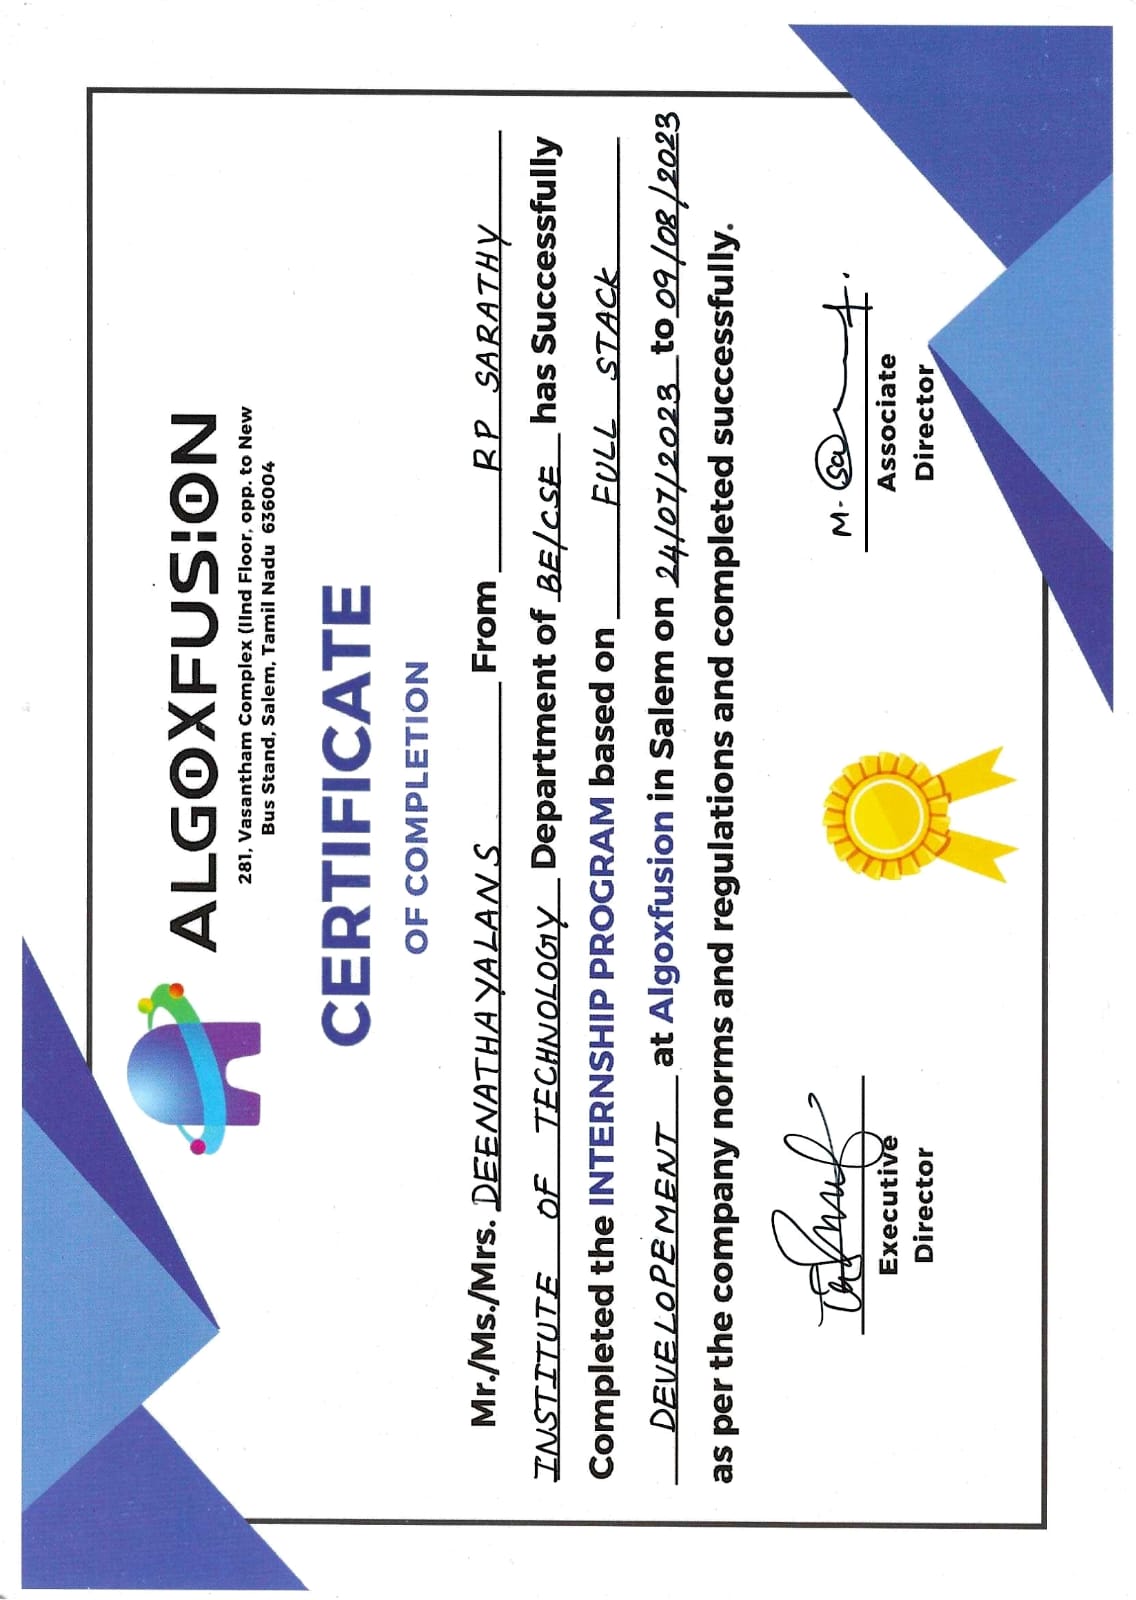 ALGOXFUSION
281, Vasantham Complex (IInd Floor, opp. to New
Bus Stand, Salem, Tamil Nadu 636004
CERTIFICATE
OF COMPLETION
Mr./Ms./Mrs. DEENATHAYALAN S From RP SARATHY
INSTITUTE OF TECHNOLOGY Department of BE/CSE has Successfully
Completed the INTERNSHIP PROGRAM based on FULL STACK
DEVELOPEMENT at Algoxfusion in Salem on 24/07/2023 to 09/08/2023
as per the company norms and regulations and completed successfully.
M. Sa
Executive
Director
Associate
Director